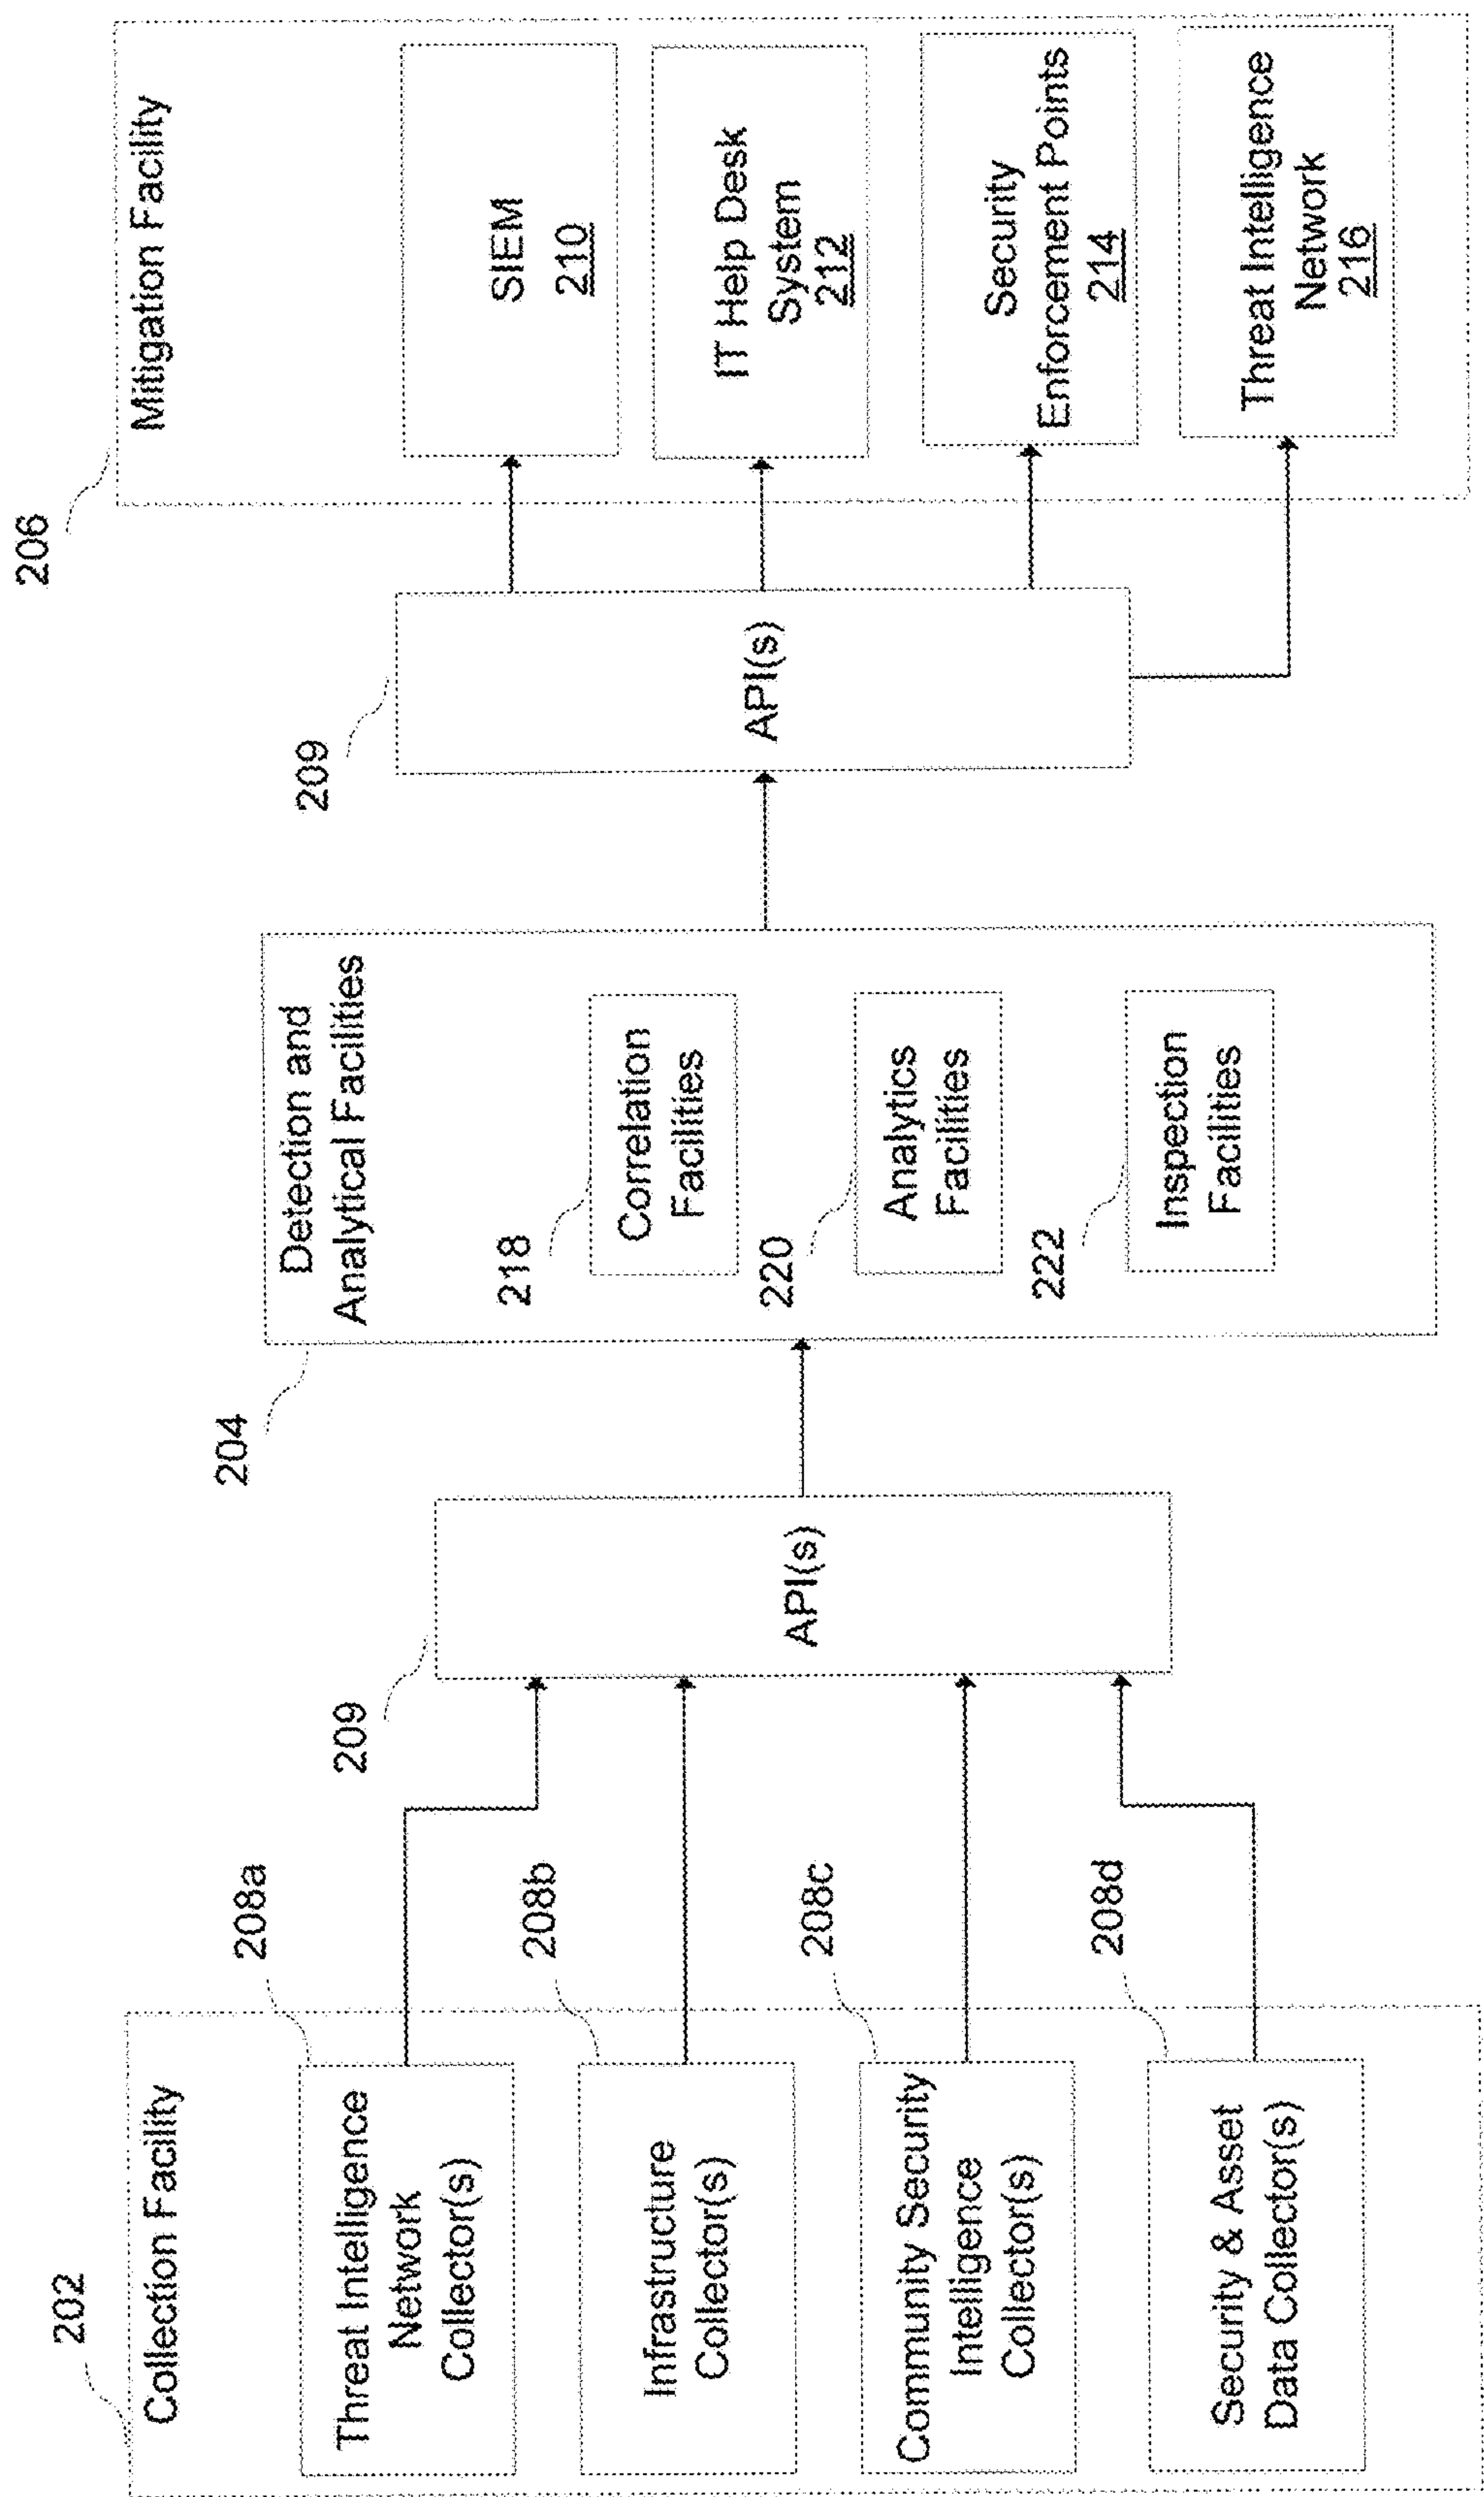 202
Collection Facility
208a
Threat Intelligence
Network
Collector(s)
208b
Infrastructure
Collector(s)
208c
Community Security
Intelligence
Collector(s)
208d
Security & Asset
Data Collector(s)
209
API(s)
204
Detection and
Analytical Facilities
218
Correlation
Facilities
220
Analytics
Facilities
222
Inspection
Facilities
209
API(s)
206
Mitigation Facility
SIEM
210
IT Help Desk
System
212
Security
Enforcement Points
214
Threat Intelligence
Network
216